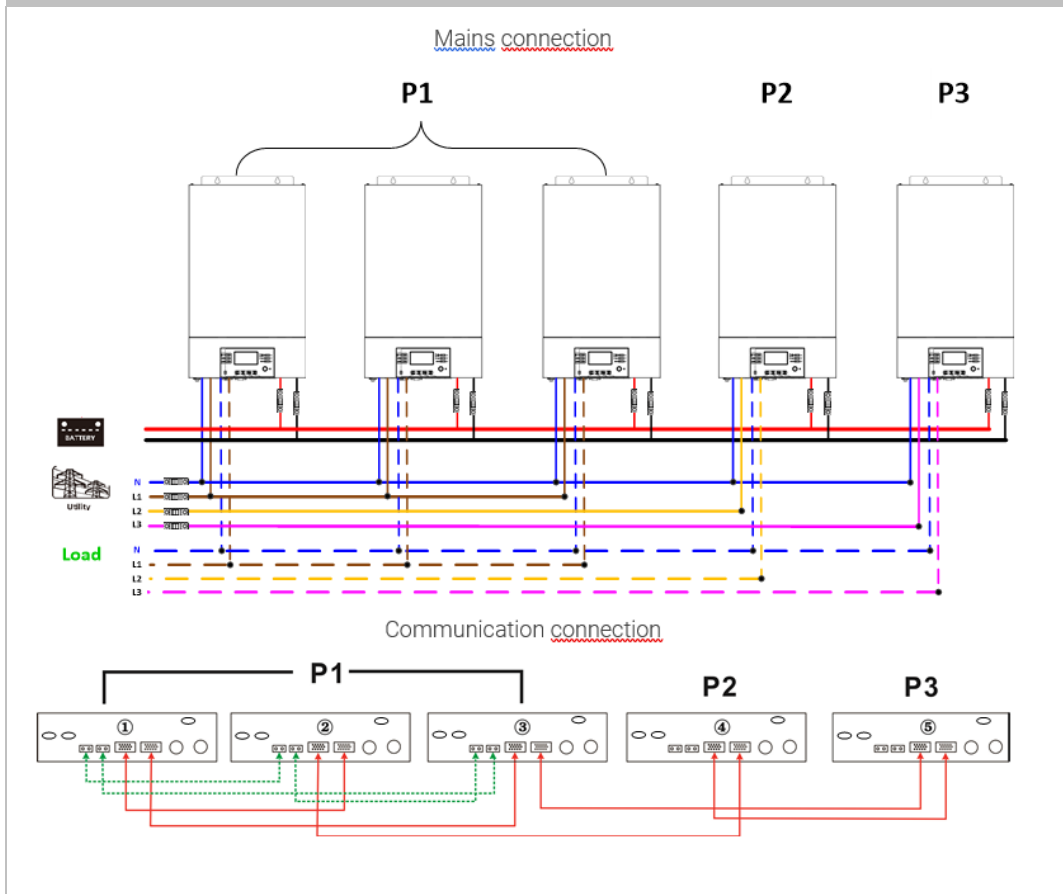 Mains connection
P1 P2 P3
BATTERY
N
Utility
L1
L2
L3
Load
N
L1
L2
L3
Communication connection
P1 P2 P3
① ② ③ ④ ⑤